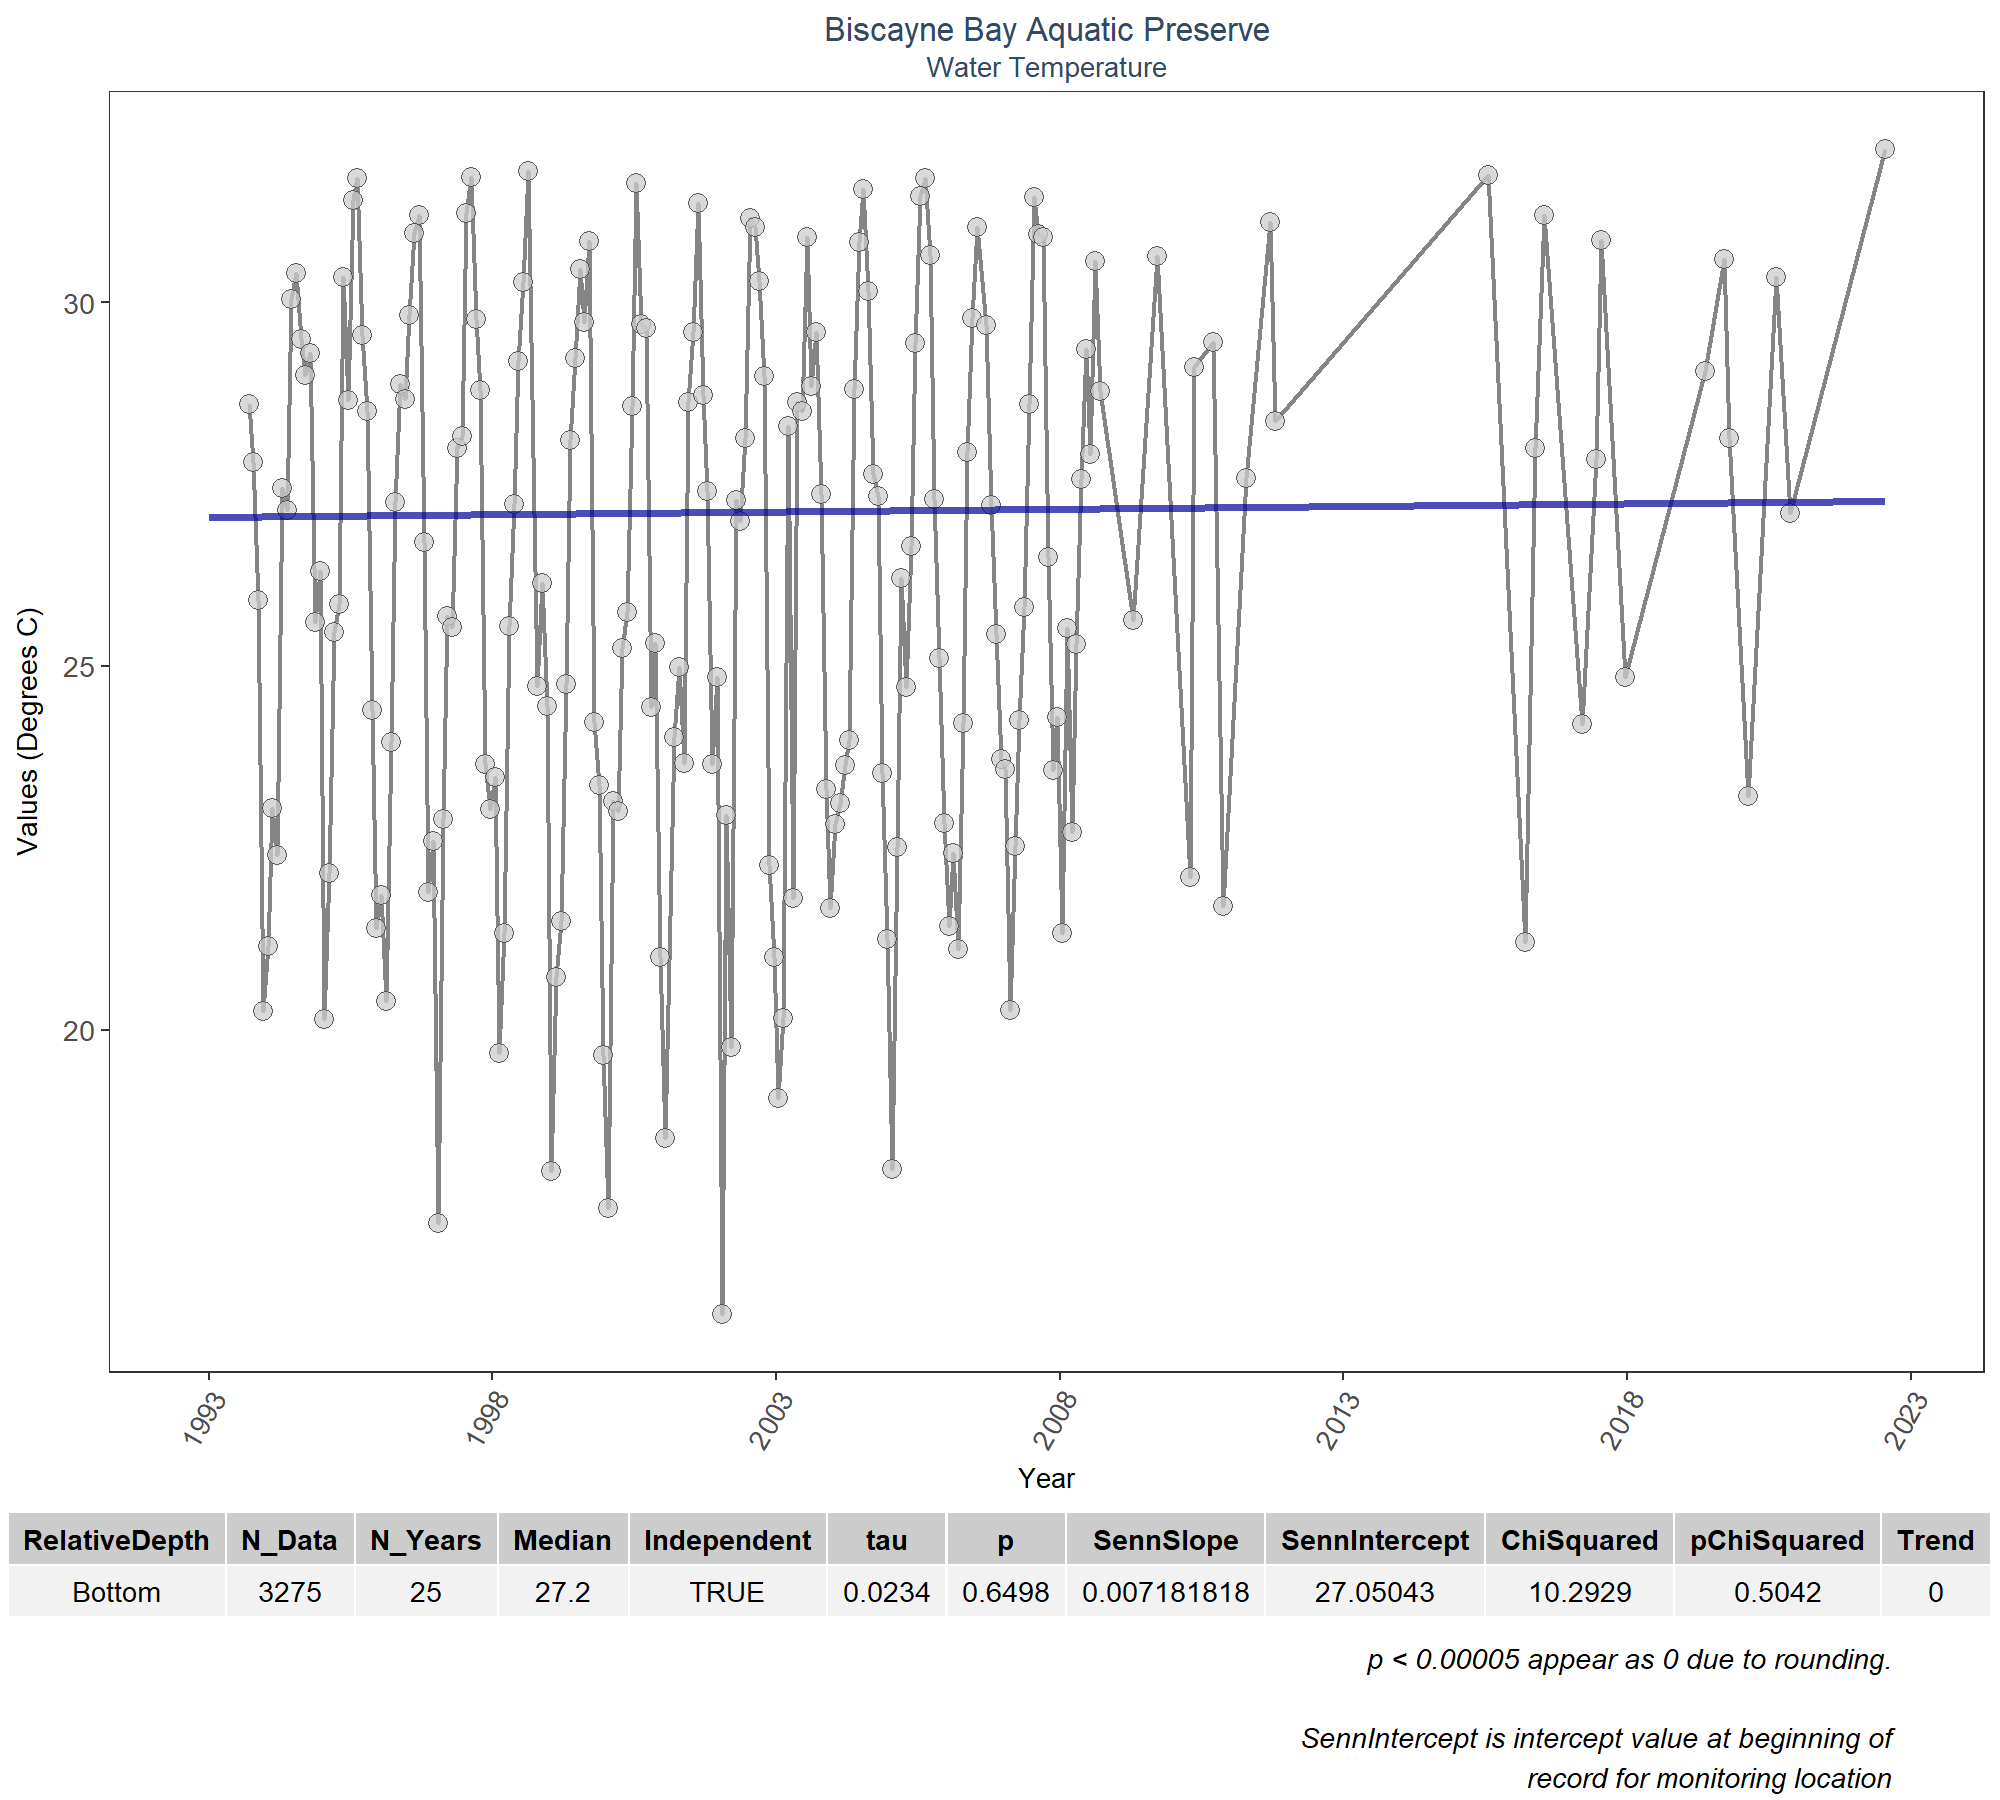 Biscayne Bay Aquatic Preserve
Water Temperature
Values (Degrees C)
30
25
20
1993
1998
2003
2008
2013
2018
2023
Year
RelativeDepth N_Data N_Years Median Independent tau p SennSlope SennIntercept ChiSquared pChiSquared Trend
Bottom 3275 25 27.2 TRUE 0.0234 0.6498 0.007181818 27.05043 10.2929 0.5042 0
p < 0.00005 appear as 0 due to rounding.
SennIntercept is intercept value at beginning of
record for monitoring location